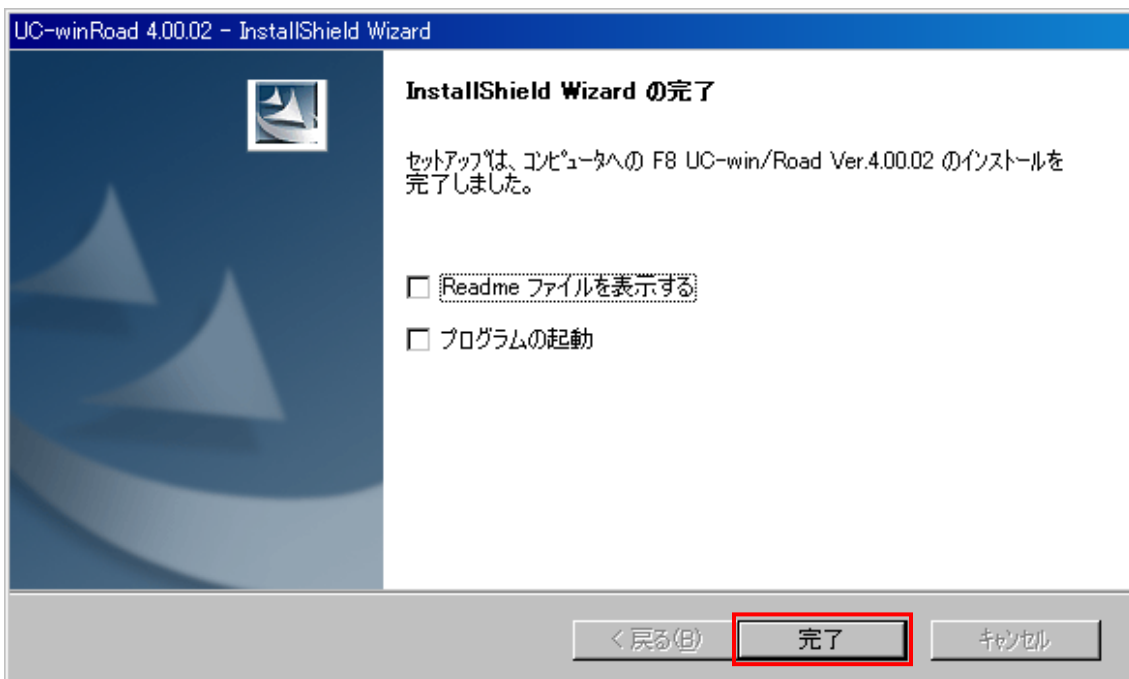 UC-winRoad 4.00.02 - InstallShield Wizard
InstallShield Wizard の完了
セットアップは、コンピュータへの F8 UC-win/Road Ver.4.00.02 のインストールを
完了しました。
Readme ファイルを表示する
プログラムの起動
< 戻る(B)
完了
キャンセル